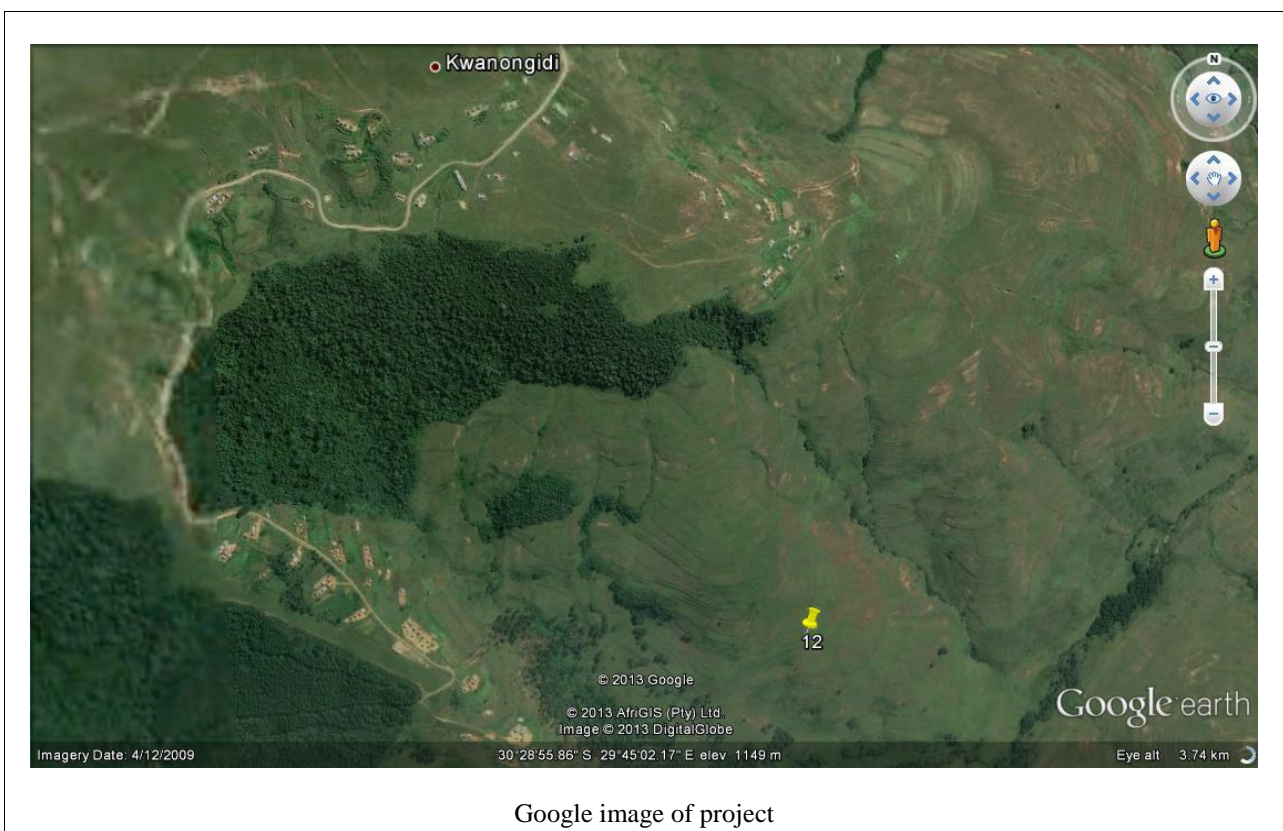 Kwanongidi
N
12
© 2013 Google
© 2013 AfriGIS (Pty) Ltd.
Image © 2013 DigitalGlobe
Google earth
Imagery Date: 4/12/2009
30°28'55.86" S 29°45'02.17" E elev 1149 m
Eye alt 3.74 km
Google image of project